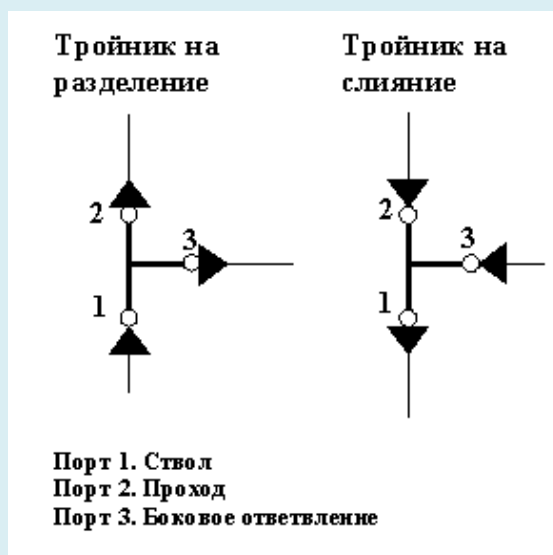 Тройник на разделение
Тройник на слияние
2
3
1
2
3
1
Порт 1. Ствол
Порт 2. Проход
Порт 3. Боковое ответвление